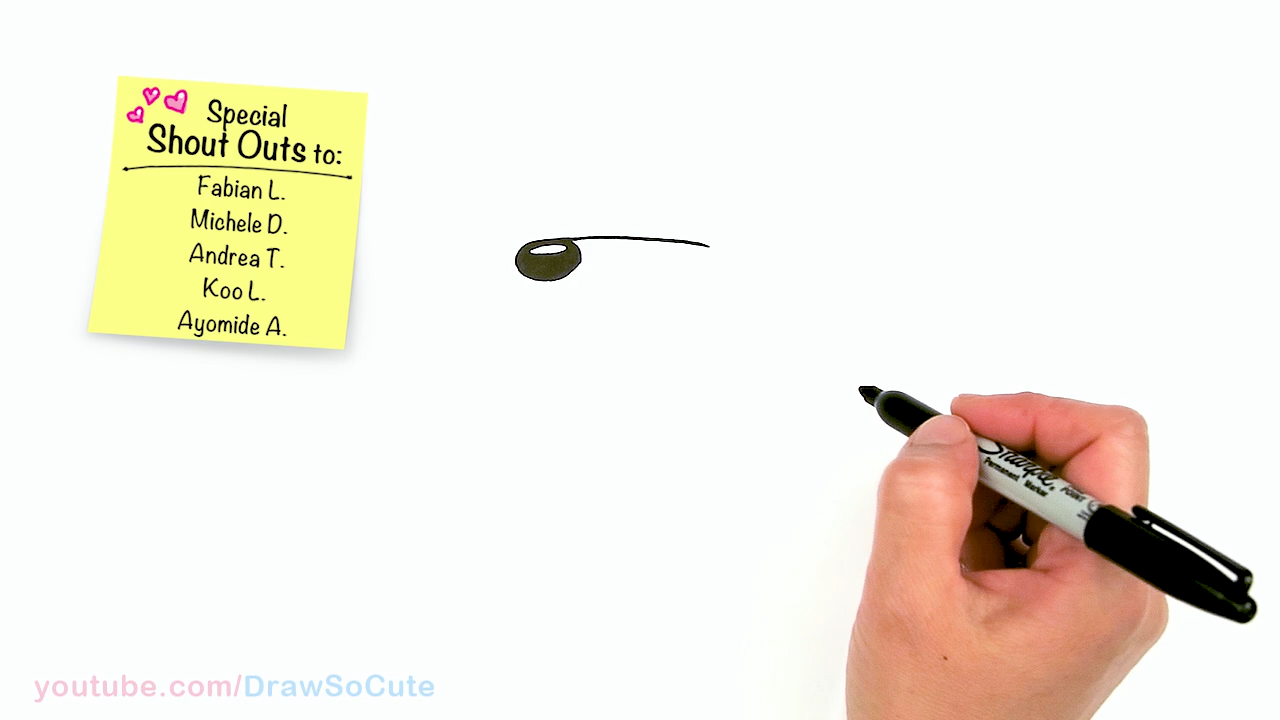 Special
Shout Outs to:
Fabian L.
Michele D.
Andrea T.
Koo L.
Ayomide A.
Sharpie
Permanent Marker
youtube.com/DrawSoCute